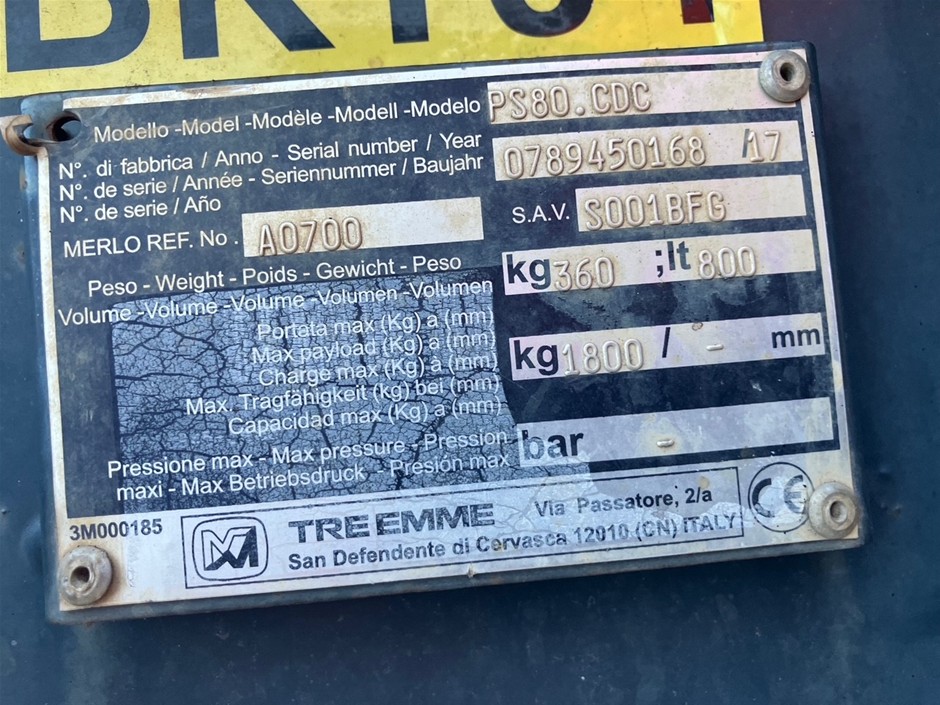 Modello -Model -Modèle -Modell -Modelo PS80.CDC
N°. di fabbrica / Anno - Serial number / Year
N°. de serie / Année - Seriennummer / Baujahr 0789450168 /17
N°. de serie / Año
MERLO REF. No . A0700 S.A.V. S001BFG
Peso - Weight - Poids - Gewicht - Peso kg 360 ;lt 800
Volume -Volume -Volume -Volumen -Volumen
Portata max (Kg) a (mm)
Max payload (Kg) a (mm)
Charge max (Kg) à (mm) kg 1800 / - mm
Max. Tragfähigkeit (kg) bei (mm)
Capacidad max (Kg) a (mm)
Pressione max - Max pressure - Pression bar -
maxi - Max Betriebsdruck - Presión max
3M000185 TRE EMME Via Passatore, 2/a CE
San Defendente di Cervasca 12010 (CN) ITALY